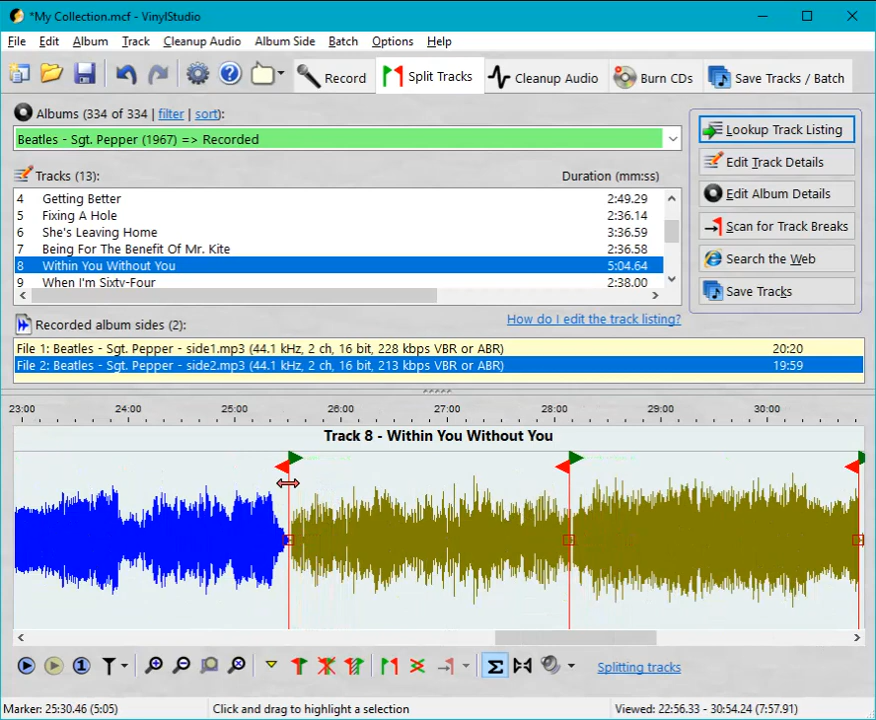 *My Collection.mcf - VinylStudio
File Edit Album Track Cleanup Audio Album Side Batch Options Help
Record Split Tracks Cleanup Audio Burn CDs Save Tracks / Batch
Albums (334 of 334 | filter | sort):
Beatles - Sgt. Pepper (1967) => Recorded
Lookup Track Listing
Edit Track Details
Edit Album Details
Scan for Track Breaks
Search the Web
Save Tracks
Tracks (13): Duration (mm:ss)
4 Getting Better 2:49.29
5 Fixing A Hole 2:36.14
6 She's Leaving Home 3:36.59
7 Being For The Benefit Of Mr. Kite 2:36.58
8 Within You Without You 5:04.64
9 When I'm Sixty-Four 2:38.00
Recorded album sides (2): How do I edit the track listing?
File 1: Beatles - Sgt. Pepper - side1.mp3 (44.1 kHz, 2 ch, 16 bit, 228 kbps VBR or ABR) 20:20
File 2: Beatles - Sgt. Pepper - side2.mp3 (44.1 kHz, 2 ch, 16 bit, 213 kbps VBR or ABR) 19:59
23:00 24:00 25:00 26:00 27:00 28:00 29:00 30:00
Track 8 - Within You Without You
Splitting tracks
Marker: 25:30.46 (5:05) Click and drag to highlight a selection Viewed: 22:56.33 - 30:54.24 (7:57.91)